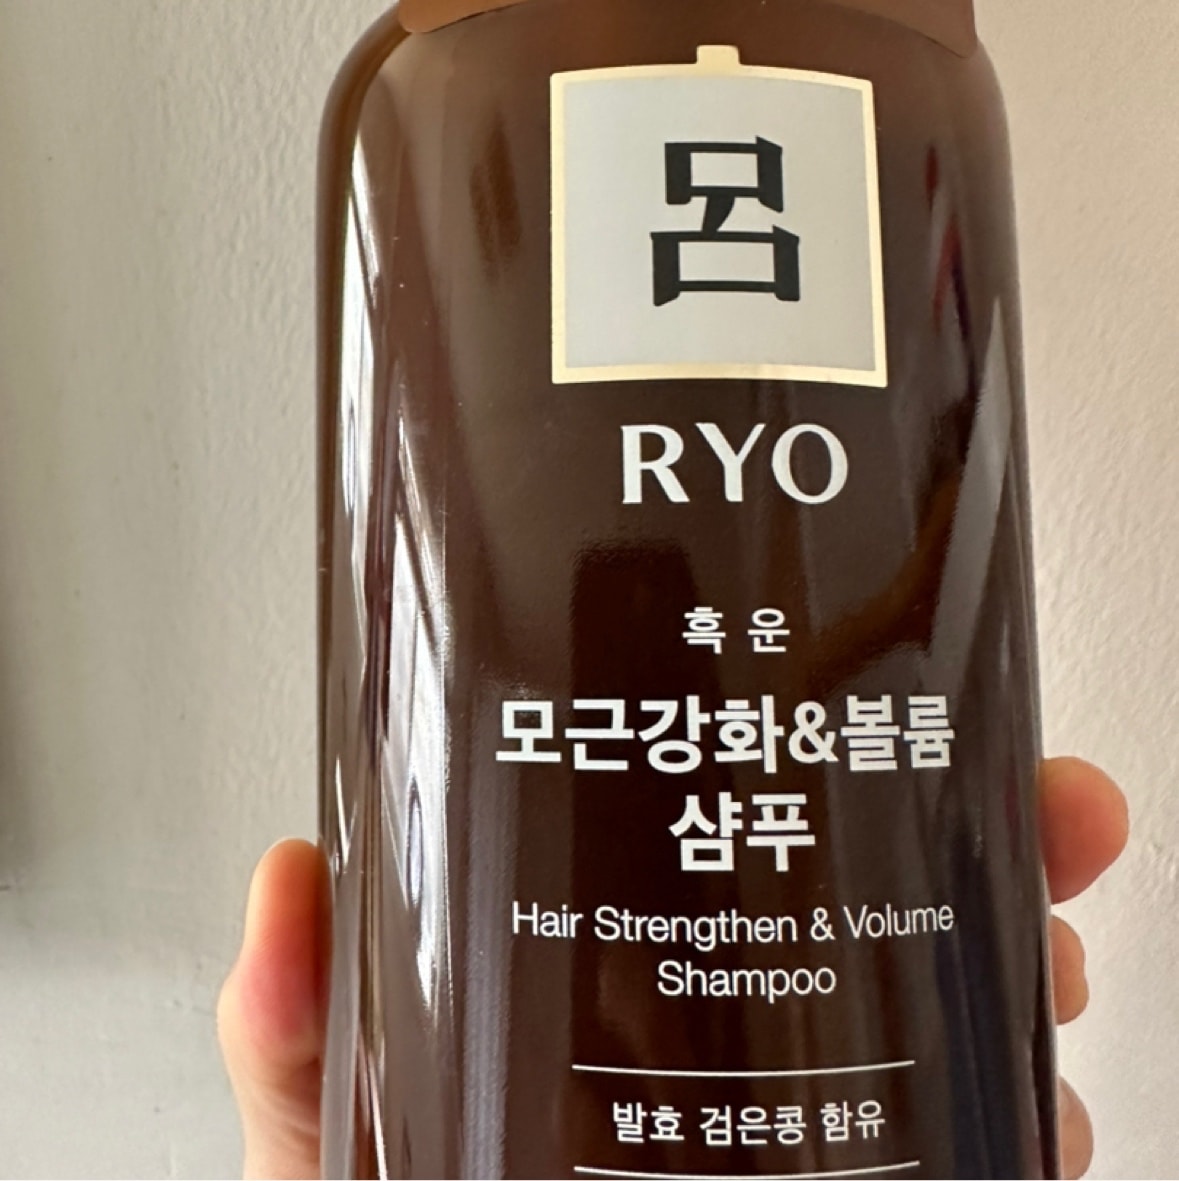 呂
RYO
흑운
모근강화&볼륨
샴푸
Hair Strengthen & Volume
Shampoo
발효 검은콩 함유